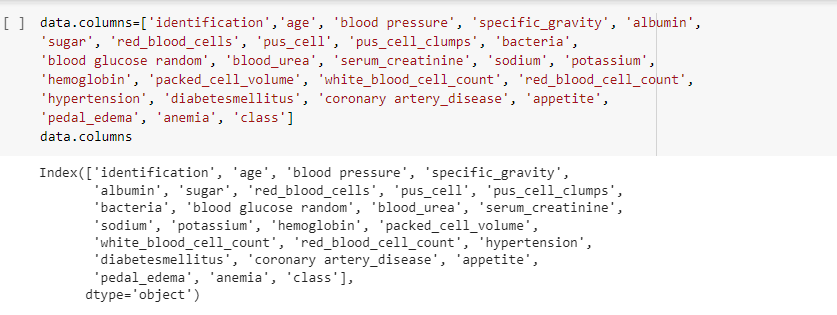 [ ] data.columns=['identification','age', 'blood pressure', 'specific_gravity', 'albumin',
'sugar', 'red_blood_cells', 'pus_cell', 'pus_cell_clumps', 'bacteria',
'blood glucose random', 'blood_urea', 'serum_creatinine', 'sodium', 'potassium',
'hemoglobin', 'packed_cell_volume', 'white_blood_cell_count', 'red_blood_cell_count',
'hypertension', 'diabetesmellitus', 'coronary artery_disease', 'appetite',
'pedal_edema', 'anemia', 'class']
data.columns
Index(['identification', 'age', 'blood pressure', 'specific_gravity',
'albumin', 'sugar', 'red_blood_cells', 'pus_cell', 'pus_cell_clumps',
'bacteria', 'blood glucose random', 'blood_urea', 'serum_creatinine',
'sodium', 'potassium', 'hemoglobin', 'packed_cell_volume',
'white_blood_cell_count', 'red_blood_cell_count', 'hypertension',
'diabetesmellitus', 'coronary artery_disease', 'appetite',
'pedal_edema', 'anemia', 'class'],
dtype='object')